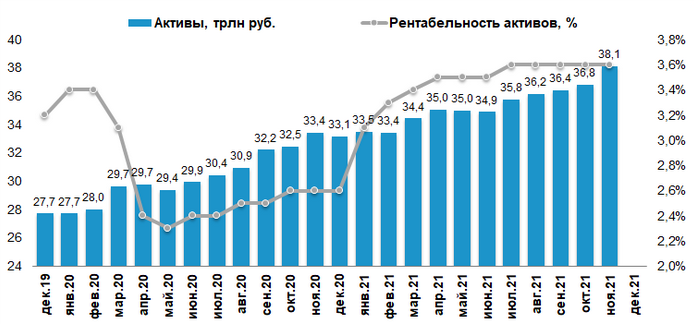 Активы, трлн руб.
Рентабельность активов, %
40
38
36
34
32
30
28
26
24
3,8%
3,6%
3,4%
3,2%
3,0%
2,8%
2,6%
2,4%
2,2%
2,0%
27,7
27,7
28,0
29,7
29,7
29,4
29,9
30,4
30,9
32,2
32,5
33,4
33,1
33,5
33,4
34,4
35,0
35,0
34,9
35,8
36,2
36,4
36,8
38,1
дек.19
янв.20
фев.20
мар.20
апр.20
май.20
июн.20
июл.20
авг.20
сен.20
окт.20
ноя.20
дек.20
янв.21
фев.21
мар.21
апр.21
май.21
июн.21
июл.21
авг.21
сен.21
окт.21
ноя.21
дек.21